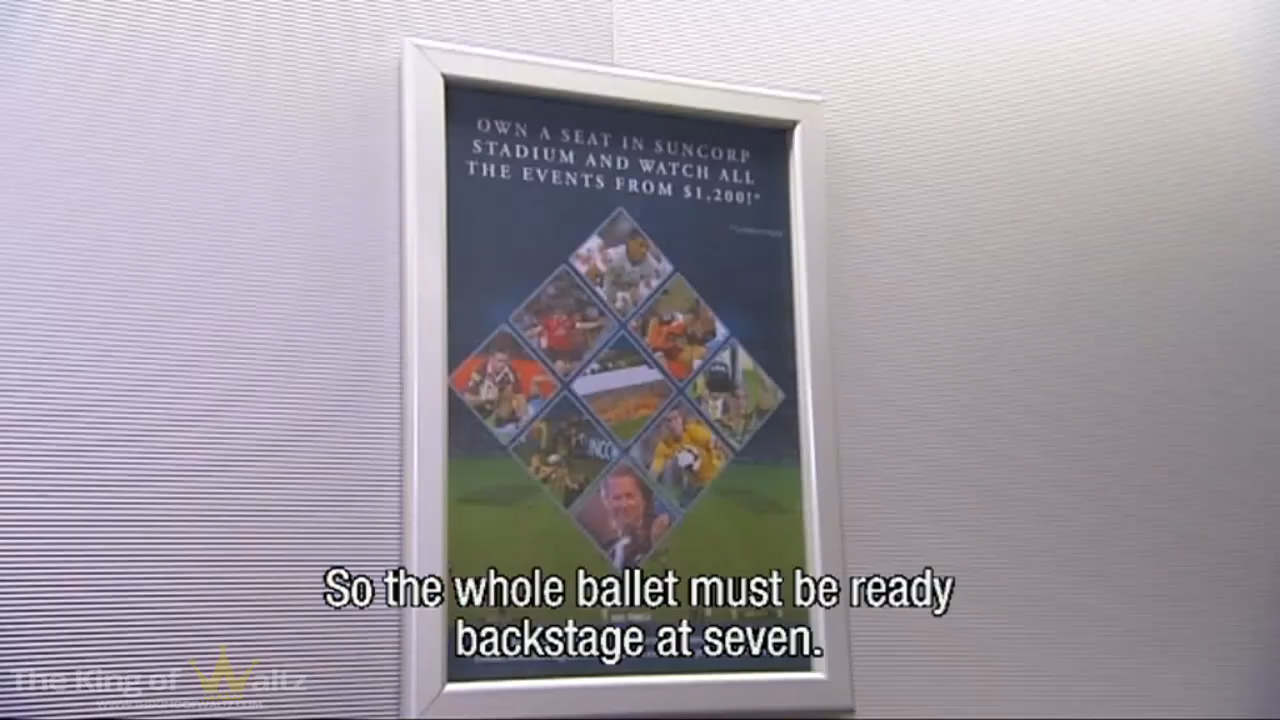 OWN A SEAT IN SUNCORP
STADIUM AND WATCH ALL
THE EVENTS FROM $1,200!*
So the whole ballet must be ready
backstage at seven.
The King of Waltz